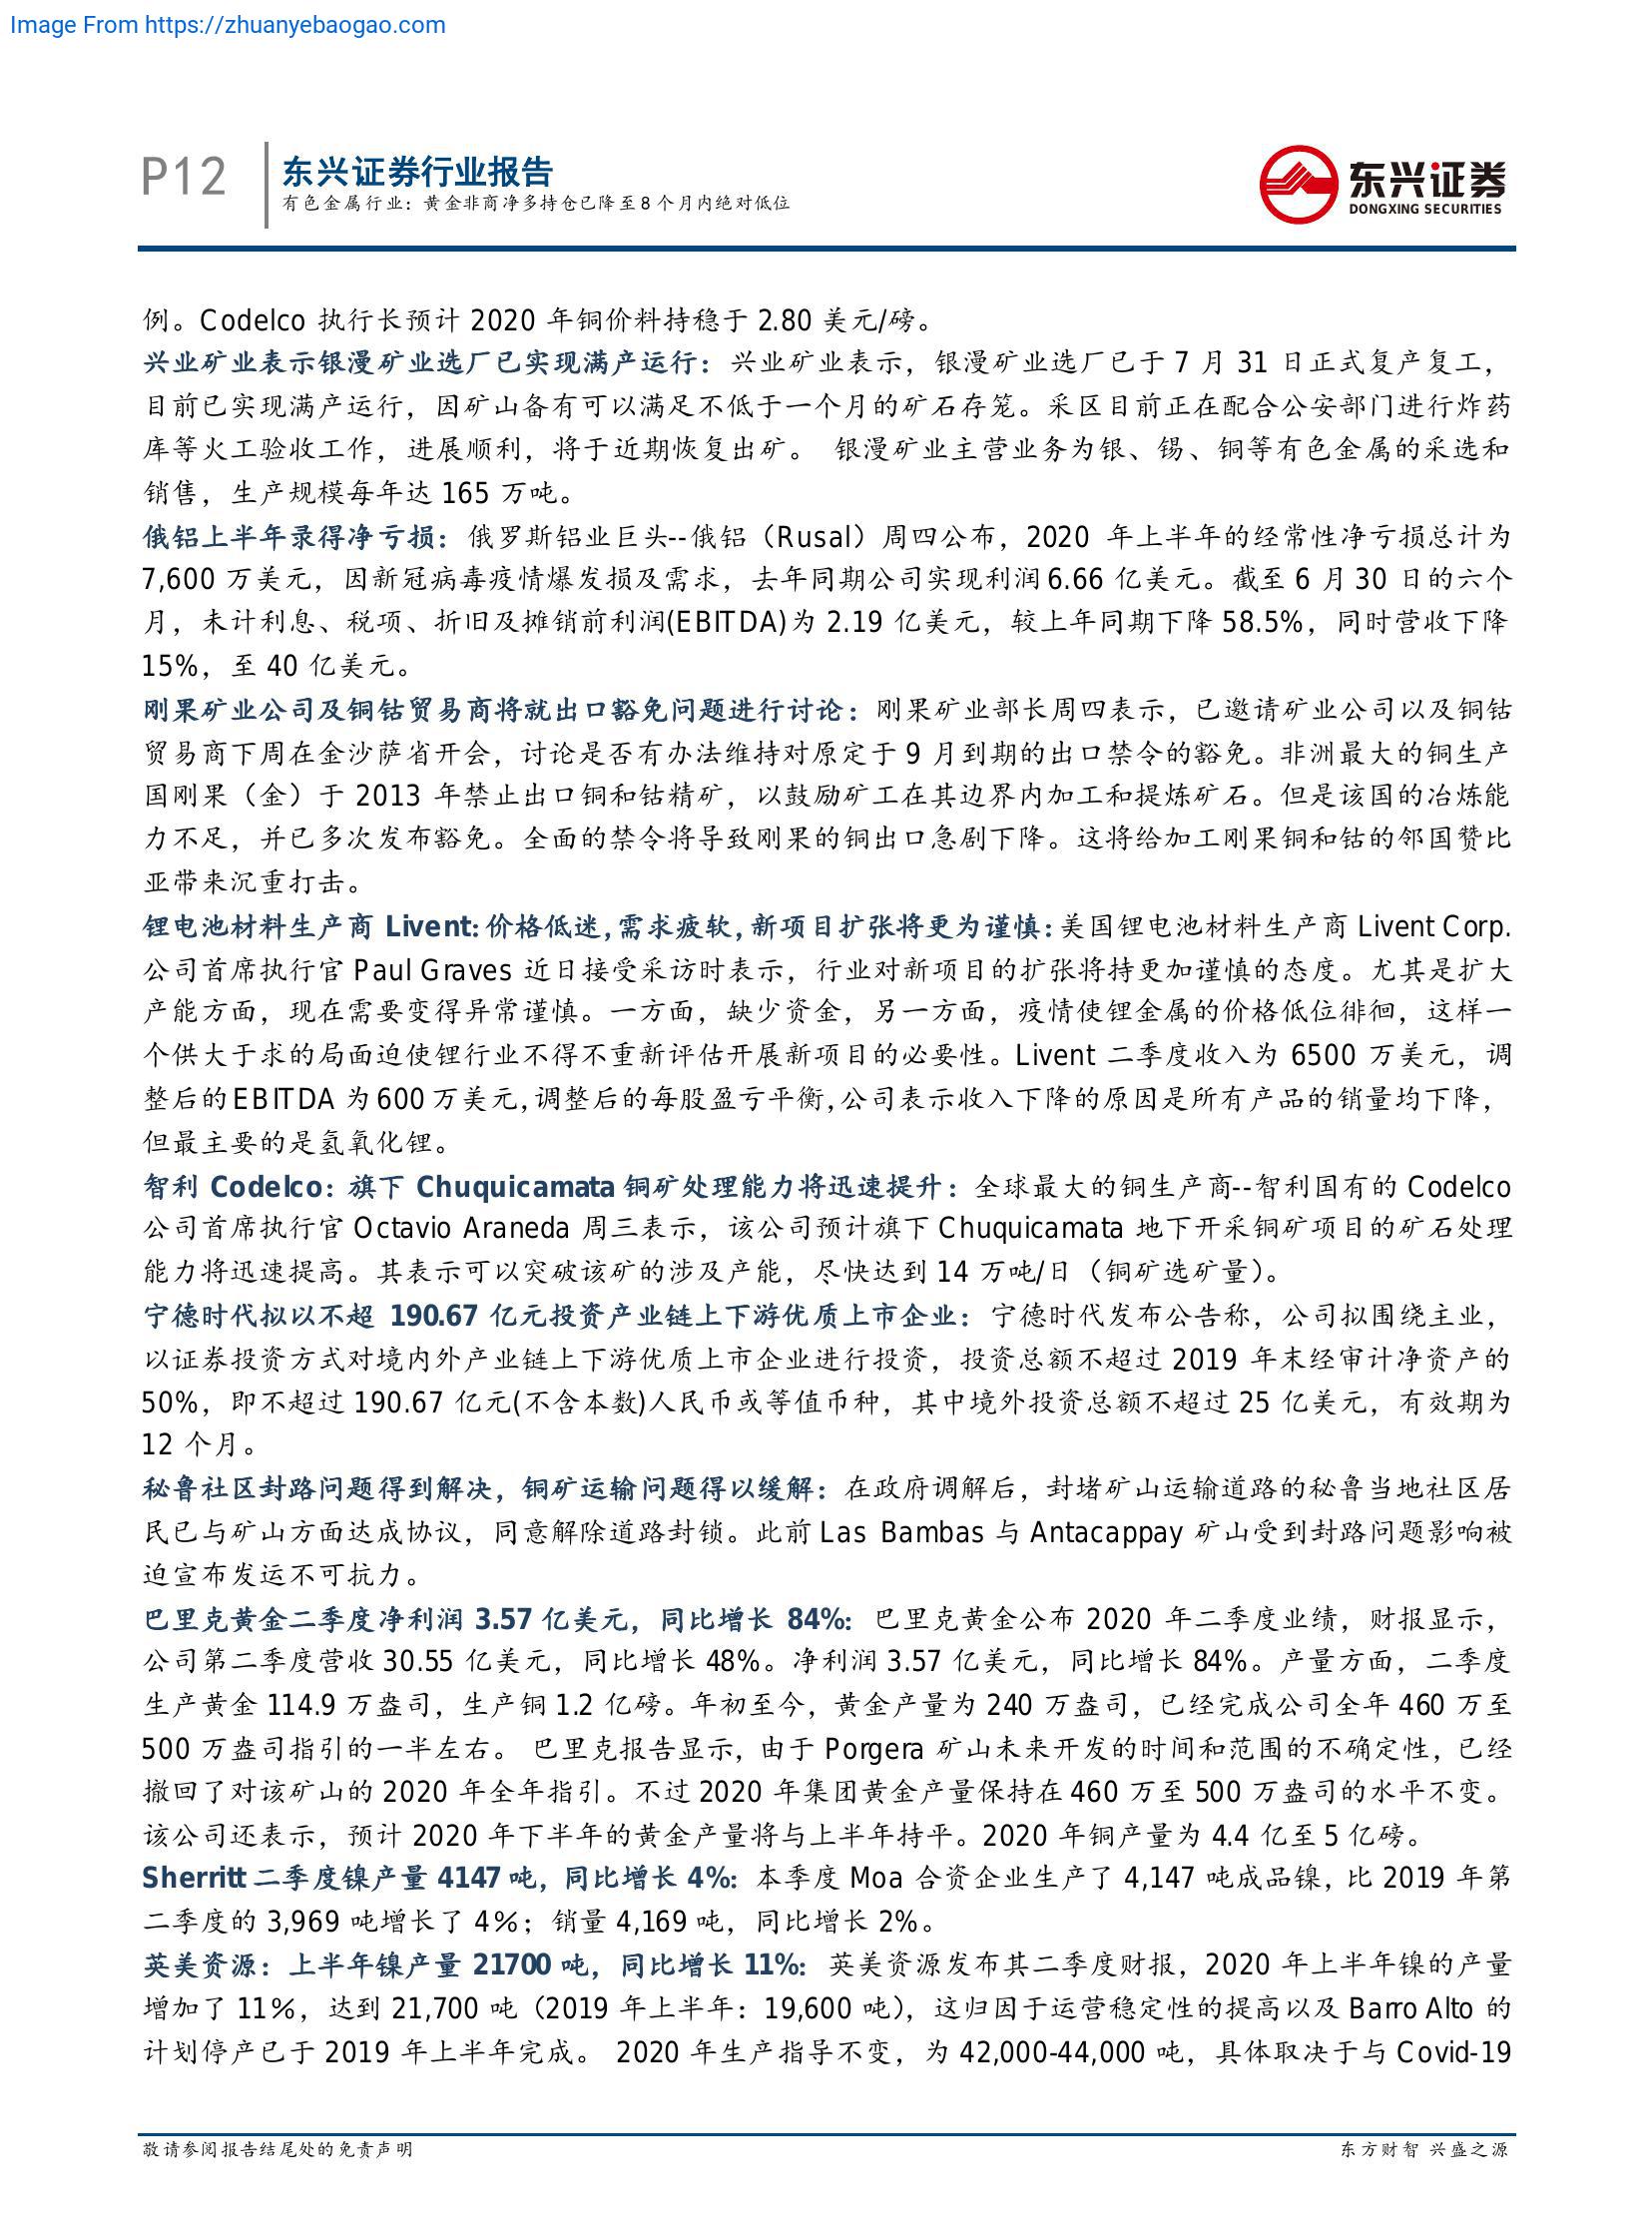 Image From https://zhuanyebaogao.com
P12
东兴证券行业报告
有色金属行业：黄金非商净多持仓已降至8个月内绝对低位
东兴证券
DONGXING SECURITIES
例。Codelco 执行长预计 2020 年铜价料持稳于 2.80 美元/磅。
兴业矿业表示银漫矿业选厂已实现满产运行：兴业矿业表示，银漫矿业选厂已于 7 月 31 日正式复产复工，
目前已实现满产运行，因矿山备有可以满足不低于一个月的矿石存笼。采区目前正在配合公安部门进行炸药
库等火工验收工作，进展顺利，将于近期恢复出矿。 银漫矿业主营业务为银、锡、铜等有色金属的采选和
销售，生产规模每年达 165 万吨。
俄铝上半年录得净亏损：俄罗斯铝业巨头--俄铝（Rusal）周四公布，2020 年上半年的经常性净亏损总计为
7,600 万美元，因新冠病毒疫情爆发损及需求，去年同期公司实现利润 6.66 亿美元。截至 6 月 30 日的六个
月，未计利息、税项、折旧及摊销前利润(EBITDA)为 2.19 亿美元，较上年同期下降 58.5%，同时营收下降
15%，至 40 亿美元。
刚果矿业公司及铜钴贸易商将就出口豁免问题进行讨论：刚果矿业部长周四表示，已邀请矿业公司以及铜钴
贸易商下周在金沙萨省开会，讨论是否有办法维持对原定于 9 月到期的出口禁令的豁免。非洲最大的铜生产
国刚果（金）于 2013 年禁止出口铜和钴精矿，以鼓励矿工在其边界内加工和提炼矿石。但是该国的冶炼能
力不足，并已多次发布豁免。全面的禁令将导致刚果的铜出口急剧下降。这将给加工刚果铜和钴的邻国赞比
亚带来沉重打击。
锂电池材料生产商 Livent:价格低迷,需求疲软,新项目扩张将更为谨慎:美国锂电池材料生产商 Livent Corp.
公司首席执行官 Paul Graves 近日接受采访时表示，行业对新项目的扩张将持更加谨慎的态度。尤其是扩大
产能方面，现在需要变得异常谨慎。一方面，缺少资金，另一方面，疫情使锂金属的价格低位徘徊，这样一
个供大于求的局面迫使锂行业不得不重新评估开展新项目的必要性。Livent 二季度收入为 6500 万美元，调
整后的 EBITDA 为 600 万美元,调整后的每股盈亏平衡,公司表示收入下降的原因是所有产品的销量均下降，
但最主要的是氢氧化锂。
智利 Codelco: 旗下 Chuquicamata 铜矿处理能力将迅速提升：全球最大的铜生产商--智利国有的 Codelco
公司首席执行官 Octavio Araneda 周三表示，该公司预计旗下 Chuquicamata 地下开采铜矿项目的矿石处理
能力将迅速提高。其表示可以突破该矿的涉及产能，尽快达到 14 万吨/日（铜矿选矿量）。
宁德时代拟以不超 190.67 亿元投资产业链上下游优质上市企业：宁德时代发布公告称，公司拟围绕主业，
以证券投资方式对境内外产业链上下游优质上市企业进行投资，投资总额不超过 2019 年末经审计净资产的
50%，即不超过 190.67 亿元(不含本数)人民币或等值币种，其中境外投资总额不超过 25 亿美元，有效期为
12 个月。
秘鲁社区封路问题得到解决，铜矿运输问题得以缓解：在政府调解后，封堵矿山运输道路的秘鲁当地社区居
民已与矿山方面达成协议，同意解除道路封锁。此前 Las Bambas 与 Antacappay 矿山受到封路问题影响被
迫宣布发运不可抗力。
巴里克黄金二季度净利润 3.57 亿美元，同比增长 84%: 巴里克黄金公布 2020 年二季度业绩，财报显示，
公司第二季度营收 30.55 亿美元，同比增长 48%。净利润 3.57 亿美元，同比增长 84%。产量方面，二季度
生产黄金 114.9 万盎司，生产铜 1.2 亿磅。年初至今，黄金产量为 240 万盎司，已经完成公司全年 460 万至
500 万盎司指引的一半左右。 巴里克报告显示，由于 Porgera 矿山未来开发的时间和范围的不确定性，已经
撤回了对该矿山的 2020 年全年指引。不过 2020 年集团黄金产量保持在 460 万至 500 万盎司的水平不变。
该公司还表示，预计 2020 年下半年的黄金产量将与上半年持平。2020 年铜产量为 4.4 亿至 5 亿磅。
Sherritt 二季度镍产量 4147 吨，同比增长 4%: 本季度 Moa 合资企业生产了 4,147 吨成品镍，比 2019 年第
二季度的 3,969 吨增长了 4％；销量 4,169 吨，同比增长 2%。
英美资源：上半年镍产量 21700 吨，同比增长 11%: 英美资源发布其二季度财报，2020 年上半年镍的产量
增加了 11％，达到 21,700 吨（2019 年上半年：19,600 吨），这归因于运营稳定性的提高以及 Barro Alto 的
计划停产已于 2019 年上半年完成。 2020 年生产指导不变，为 42,000-44,000 吨，具体取决于与 Covid-19
敬请参阅报告结尾处的免责声明
东方财智 兴盛之源